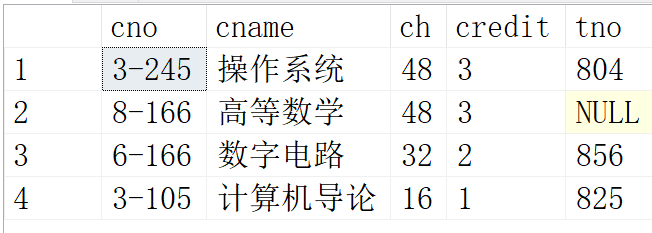 cno cname ch credit tno
1 3-245 操作系统 48 3 804
2 8-166 高等数学 48 3 NULL
3 6-166 数字电路 32 2 856
4 3-105 计算机导论 16 1 825